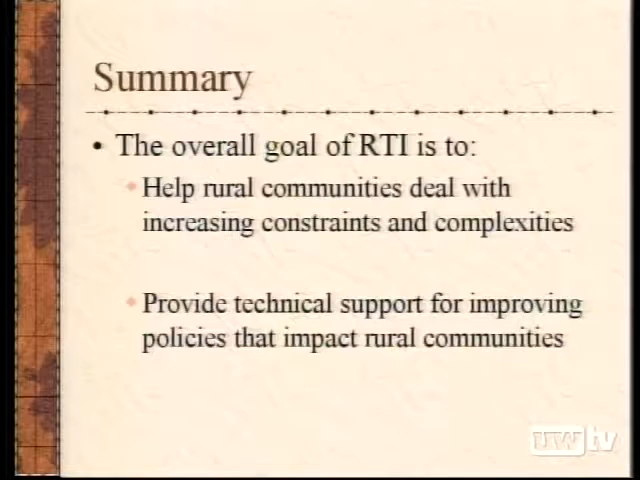 Summary
• The overall goal of RTI is to:
Help rural communities deal with
increasing constraints and complexities
Provide technical support for improving
policies that impact rural communities
uwtv